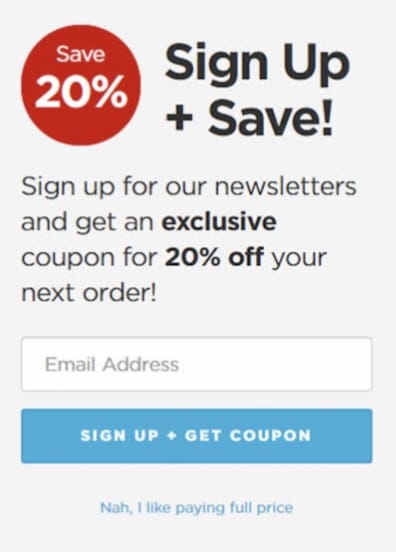 Save
20%
Sign Up
+ Save!
Sign up for our newsletters
and get an exclusive
coupon for 20% off your
next order!
Email Address
SIGN UP + GET COUPON
Nah, I like paying full price